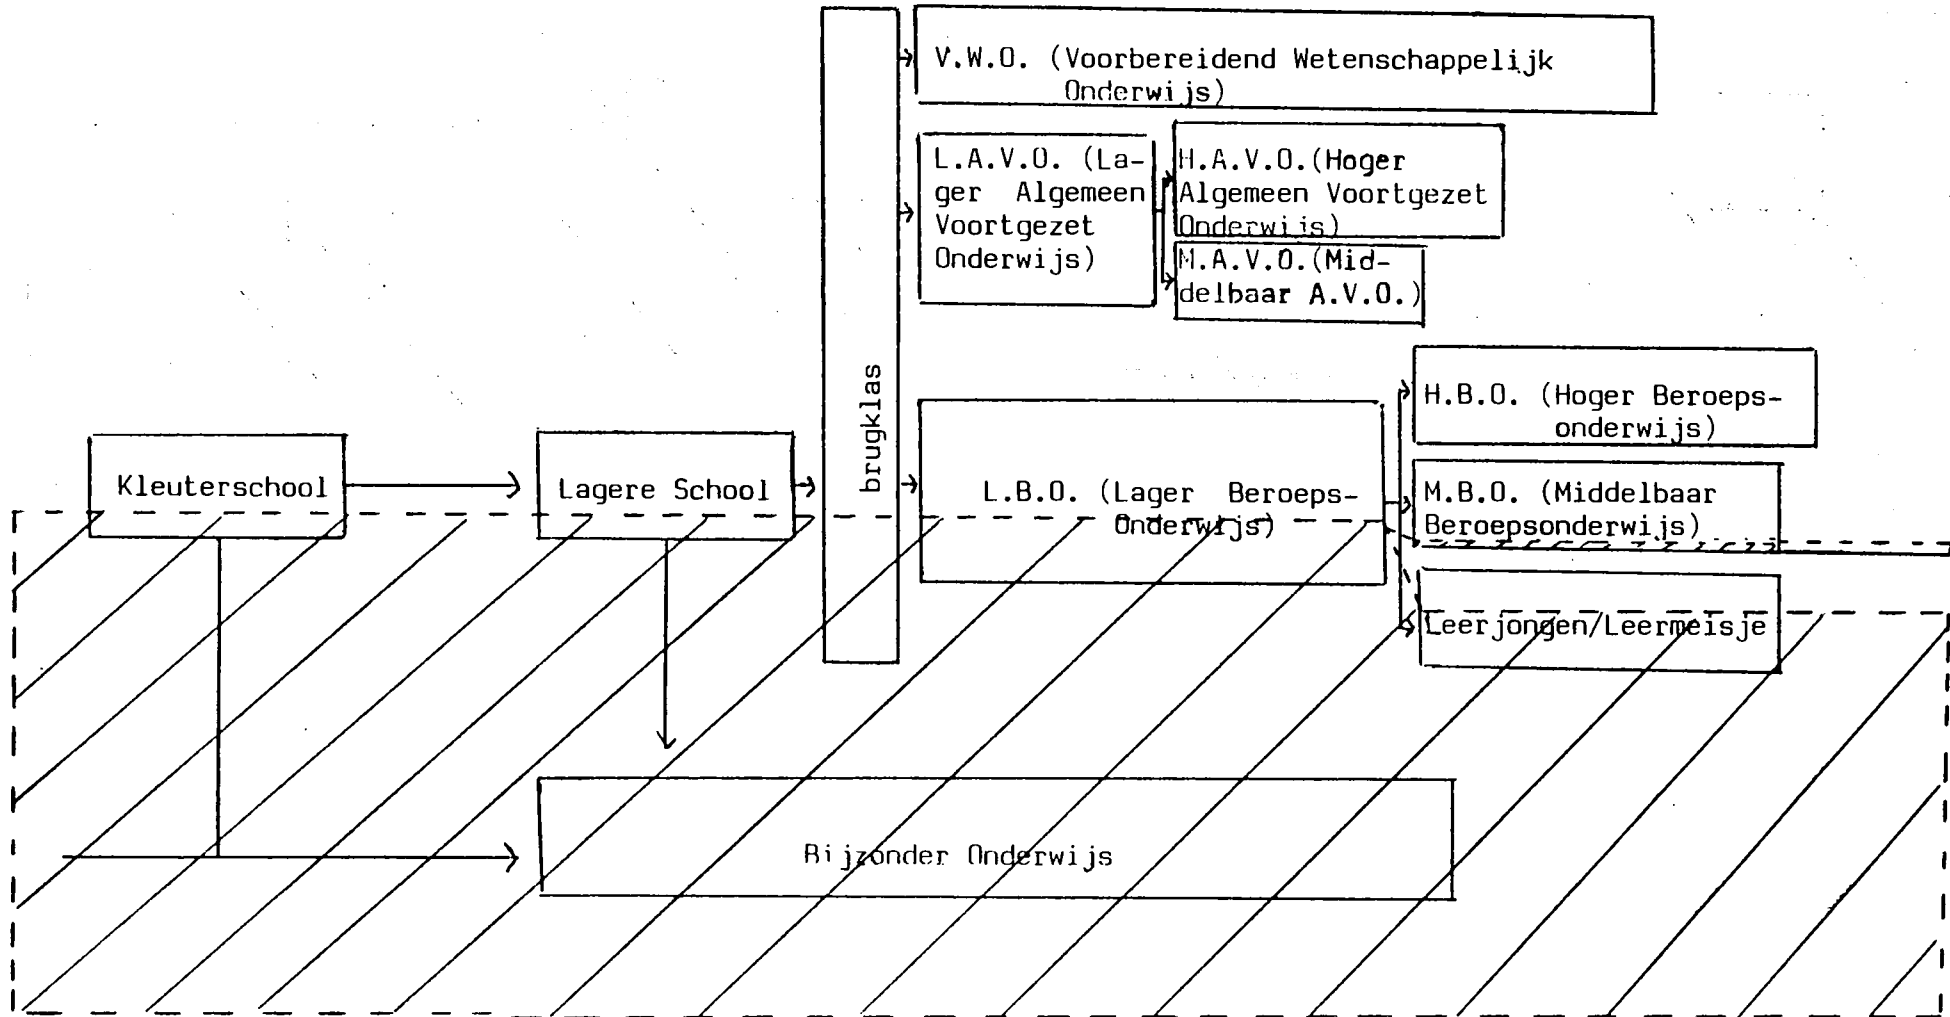 V.W.O. (Voorbereidend Wetenschappelijk
Onderwijs)
L.A.V.O. (La-
ger Algemeen
Voortgezet
Onderwijs)
H.A.V.O.(Hoger
Algemeen Voortgezet
Onderwijs)
M.A.V.O.(Mid-
delbaar A.V.O.)
brugklas
Kleuterschool
Lagere School
L.B.O. (Lager Beroeps-
Onderwijs)
H.B.O. (Hoger Beroeps-
onderwijs)
M.B.O. (Middelbaar
Beroepsonderwijs)
Leerjongen/Leermeisje
Bijzonder Onderwijs